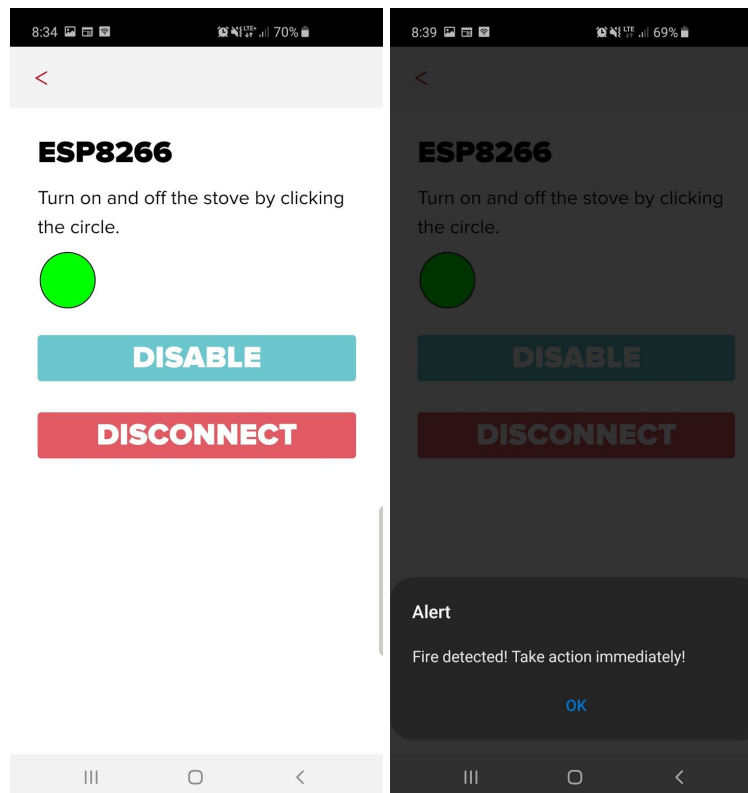 8:34
LTE+
70%
<
ESP8266
Turn on and off the stove by clicking
the circle.
DISABLE
DISCONNECT
8:39
LTE
69%
<
ESP8266
Turn on and off the stove by clicking
the circle.
DISABLE
DISCONNECT
Alert
Fire detected! Take action immediately!
OK